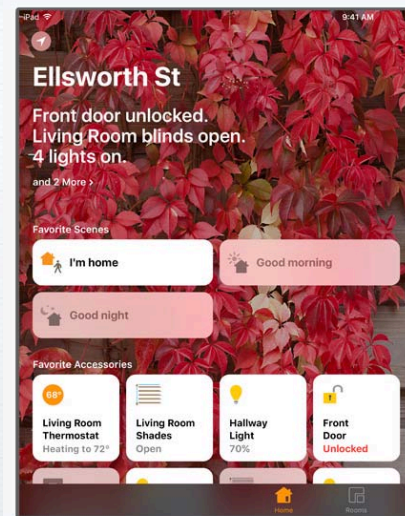 iPad
9:41 AM
Ellsworth St
Front door unlocked.
Living Room blinds open.
4 lights on.
and 2 More >
Favorite Scenes
I'm home
Good morning
Good night
Favorite Accessories
68°
Living Room
Thermostat
Heating to 72°
Living Room
Shades
Open
Hallway
Light
70%
Front
Door
Unlocked
Home
Rooms